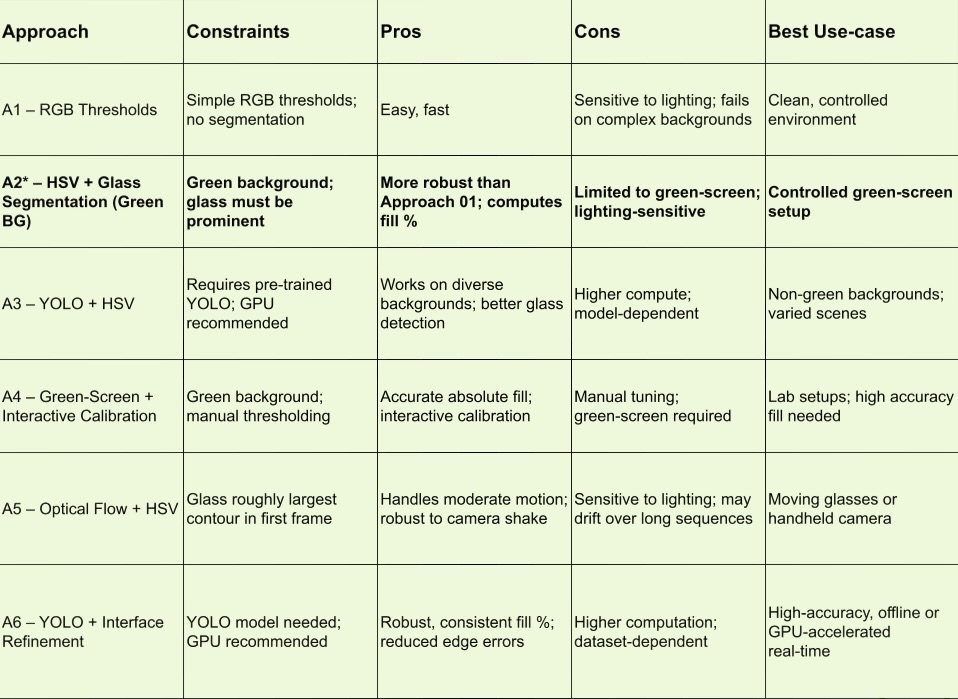 Approach
Constraints
Pros
Cons
Best Use-case
A1 – RGB Thresholds
Simple RGB thresholds;
no segmentation
Easy, fast
Sensitive to lighting; fails
on complex backgrounds
Clean, controlled
environment
A2* – HSV + Glass
Segmentation (Green
BG)
Green background;
glass must be
prominent
More robust than
Approach 01; computes
fill %
Limited to green-screen;
lighting-sensitive
Controlled green-screen
setup
A3 – YOLO + HSV
Requires pre-trained
YOLO; GPU
recommended
Works on diverse
backgrounds; better glass
detection
Higher compute;
model-dependent
Non-green backgrounds;
varied scenes
A4 – Green-Screen +
Interactive Calibration
Green background;
manual thresholding
Accurate absolute fill;
interactive calibration
Manual tuning;
green-screen required
Lab setups; high accuracy
fill needed
A5 – Optical Flow + HSV
Glass roughly largest
contour in first frame
Handles moderate motion;
robust to camera shake
Sensitive to lighting; may
drift over long sequences
Moving glasses or
handheld camera
A6 – YOLO + Interface
Refinement
YOLO model needed;
GPU recommended
Robust, consistent fill %;
reduced edge errors
Higher computation;
dataset-dependent
High-accuracy, offline or
GPU-accelerated
real-time